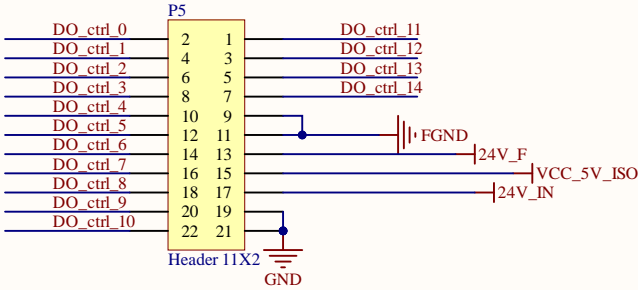 P5
DO_ctrl_0 2 1 DO_ctrl_11
DO_ctrl_1 4 3 DO_ctrl_12
DO_ctrl_2 6 5 DO_ctrl_13
DO_ctrl_3 8 7 DO_ctrl_14
DO_ctrl_4 10 9
DO_ctrl_5 12 11 FGND
DO_ctrl_6 14 13 24V_F
DO_ctrl_7 16 15 VCC_5V_ISO
DO_ctrl_8 18 17 24V_IN
DO_ctrl_9 20 19
DO_ctrl_10 22 21
Header 11X2
GND